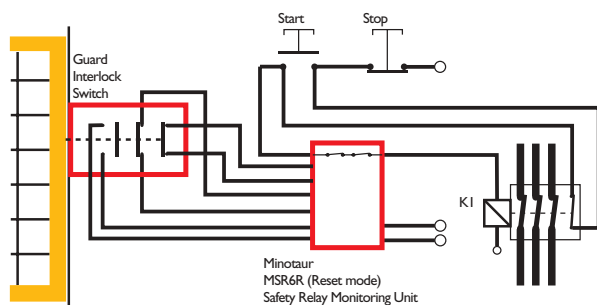 Start
Stop
Guard
Interlock
Switch
K1
Minotaur
MSR6R (Reset mode)
Safety Relay Monitoring Unit